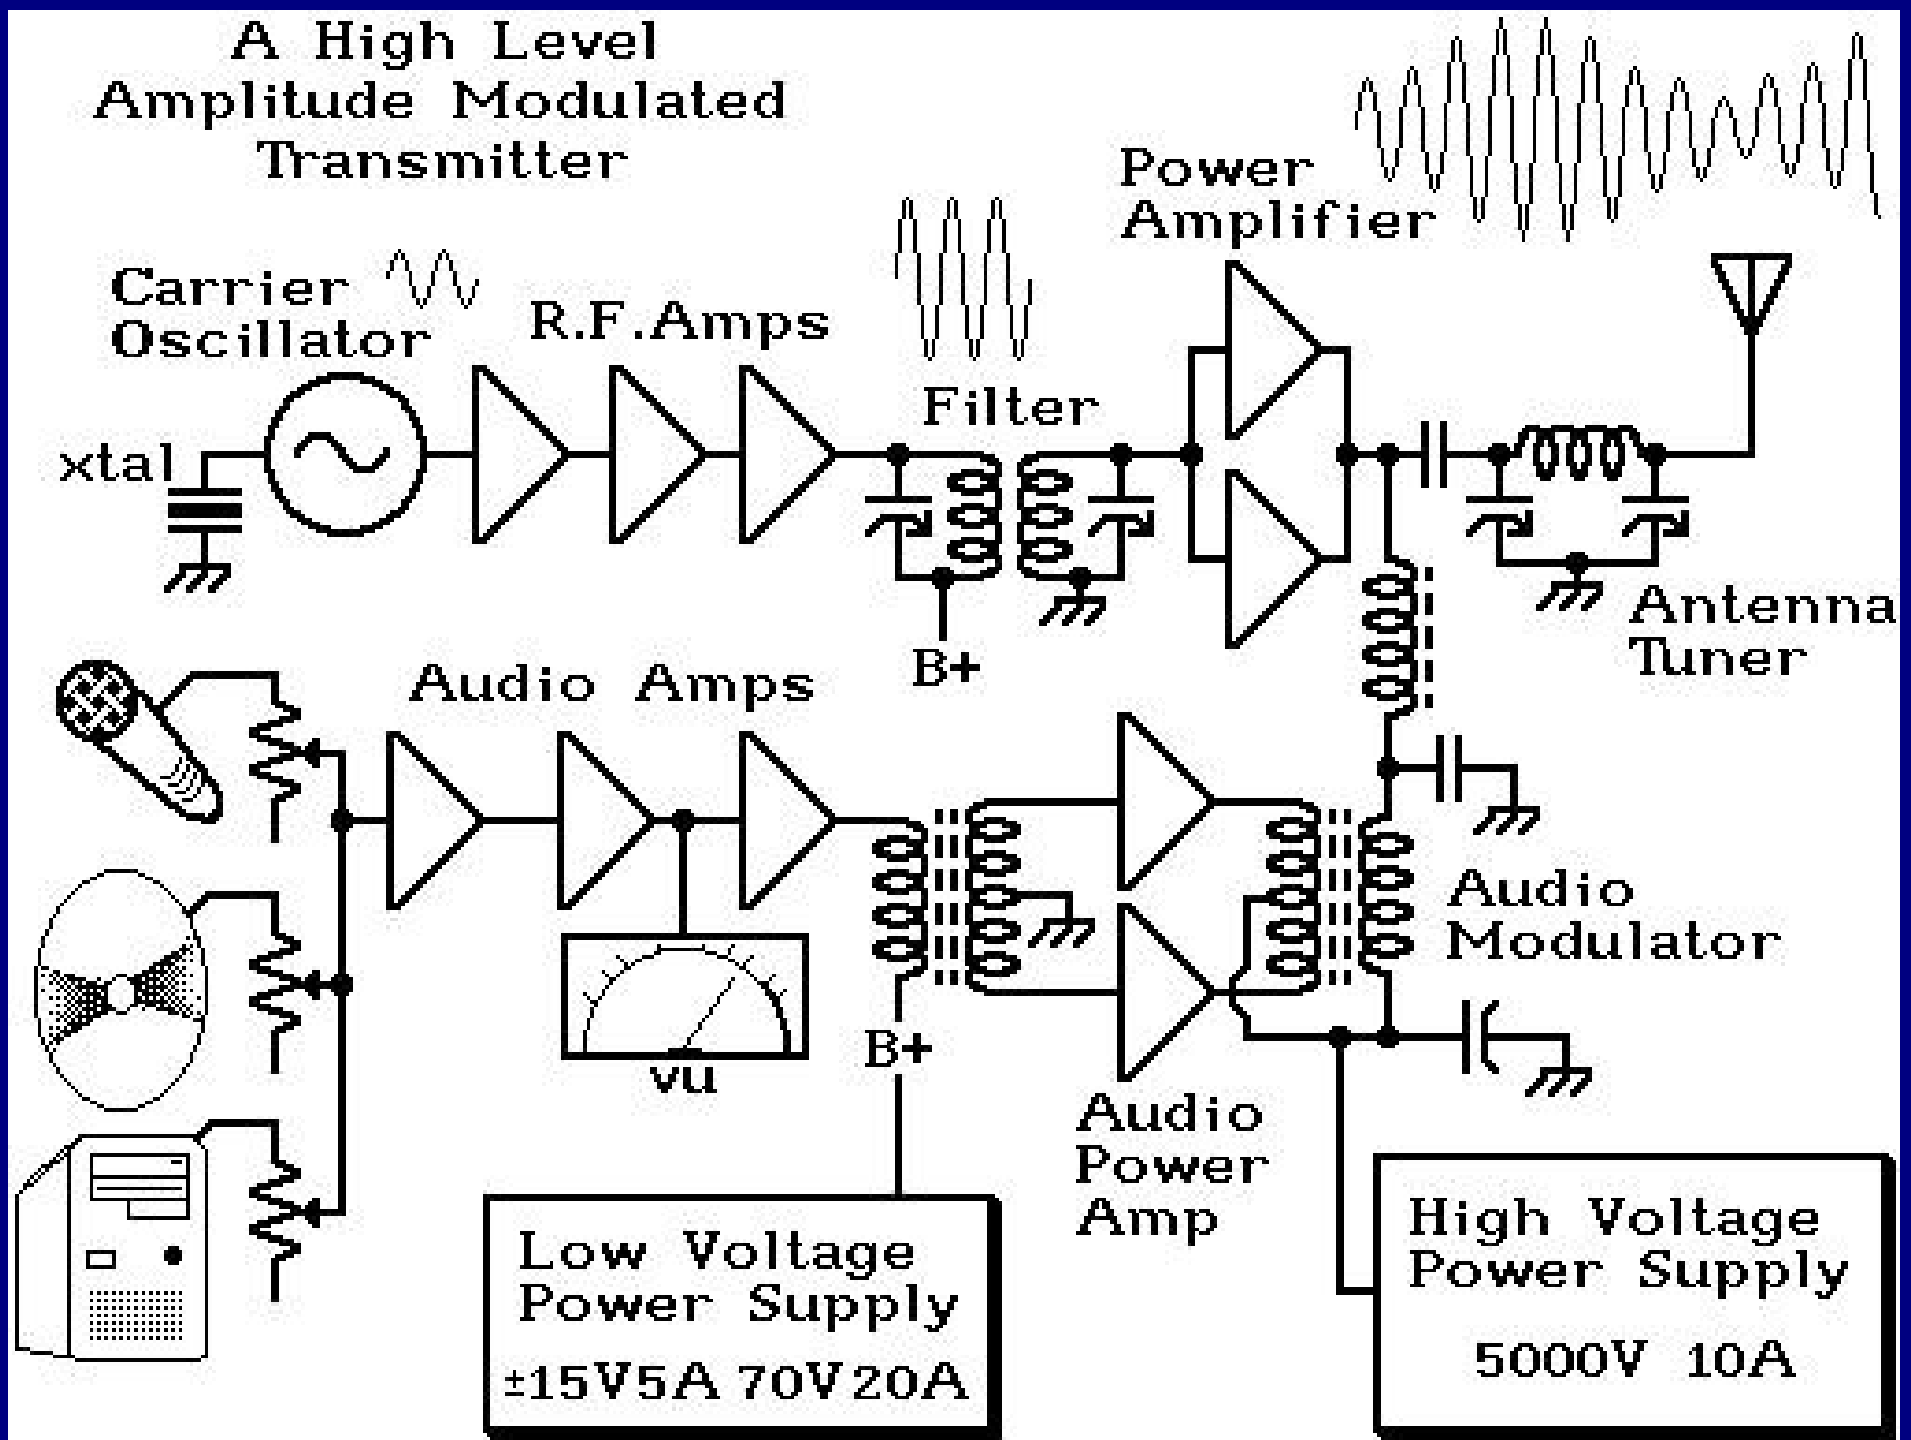 A High Level
Amplitude Modulated
Transmitter
Power
Amplifier
Carrier
Oscillator
R.F.Amps
Filter
xtal
Antenna
Tuner
B+
Audio Amps
Audio
Modulator
B+
vu
Audio
Power
Amp
Low Voltage
Power Supply
±15V5A 70V20A
High Voltage
Power Supply
5000V 10A